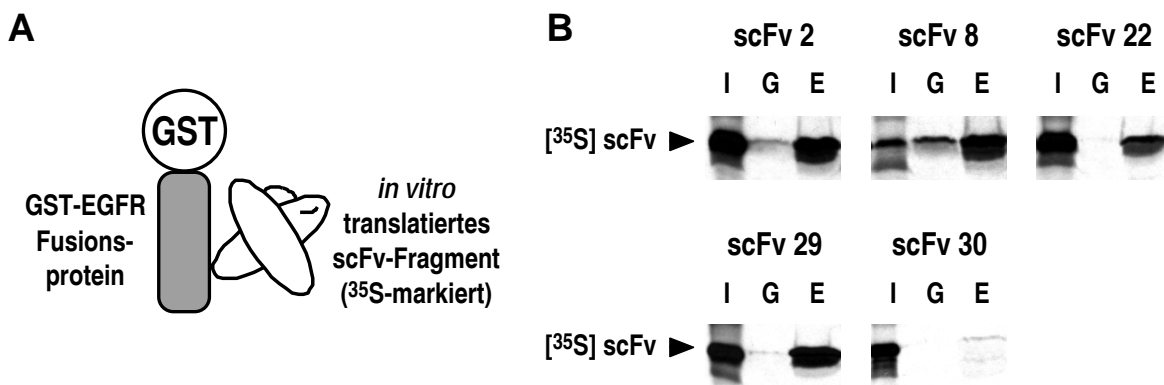 A
GST
GST-EGFR
Fusions-
protein
in vitro
translatiertes
scFv-Fragment
(³⁵S-markiert)
B
scFv 2 scFv 8 scFv 22
I G E I G E I G E
[³⁵S] scFv
scFv 29 scFv 30
I G E I G E
[³⁵S] scFv